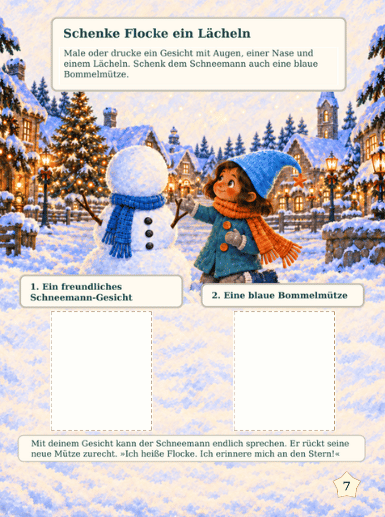 Schenke Flocke ein Lächeln
Male oder drucke ein Gesicht mit Augen, einer Nase und
einem Lächeln. Schenk dem Schneemann auch eine blaue
Bommelmütze.
1. Ein freundliches
Schneemann-Gesicht
2. Eine blaue Bommelmütze
Mit deinem Gesicht kann der Schneemann endlich sprechen. Er rückt seine
neue Mütze zurecht. »Ich heiße Flocke. Ich erinnere mich an den Stern!«
7